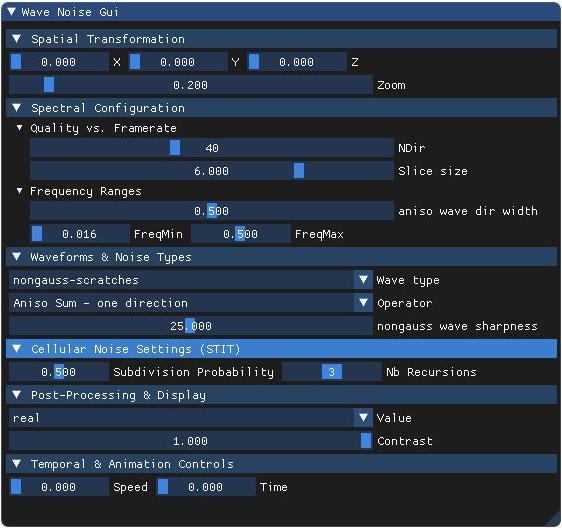 Wave Noise Gui
Spatial Transformation
0.000 X 0.000 Y 0.000 Z
0.200 Zoom
Spectral Configuration
Quality vs. Framerate
40 NDir
6.000 Slice size
Frequency Ranges
0.500 aniso wave dir width
0.016 FreqMin 0.500 FreqMax
Waveforms & Noise Types
nongauss-scratches Wave type
Aniso Sum - one direction Operator
25.000 nongauss wave sharpness
Cellular Noise Settings (STIT)
0.500 Subdivision Probability 3 Nb Recursions
Post-Processing & Display
real Value
1.000 Contrast
Temporal & Animation Controls
0.000 Speed 0.000 Time